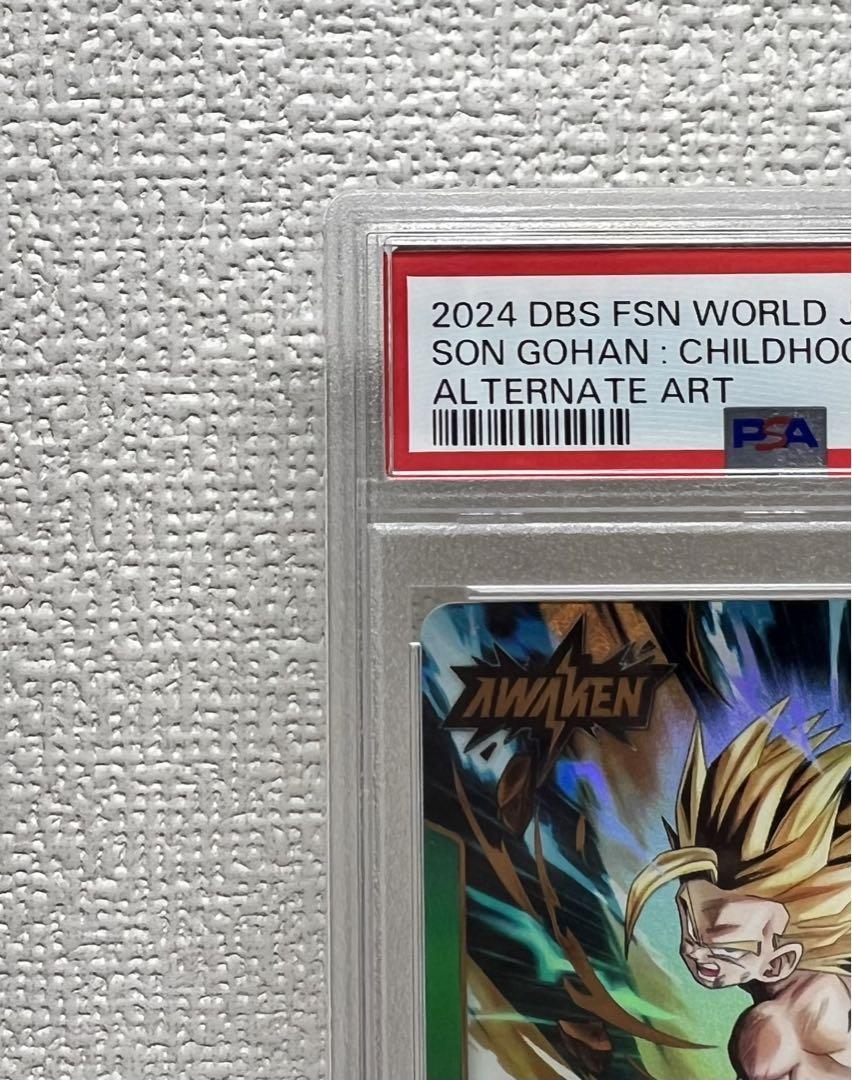 2024 DBS FSN WORLD J
SON GOHAN : CHILDHOO
ALTERNATE ART
PSA
AWAKEN